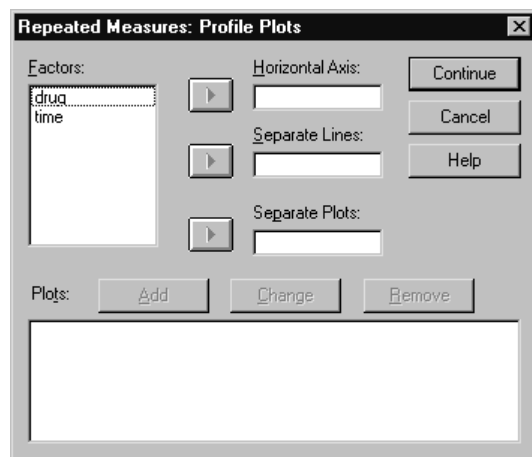 Repeated Measures: Profile Plots
Factors:
drug
time
Horizontal Axis:
Separate Lines:
Separate Plots:
Continue
Cancel
Help
Plots:
Add
Change
Remove